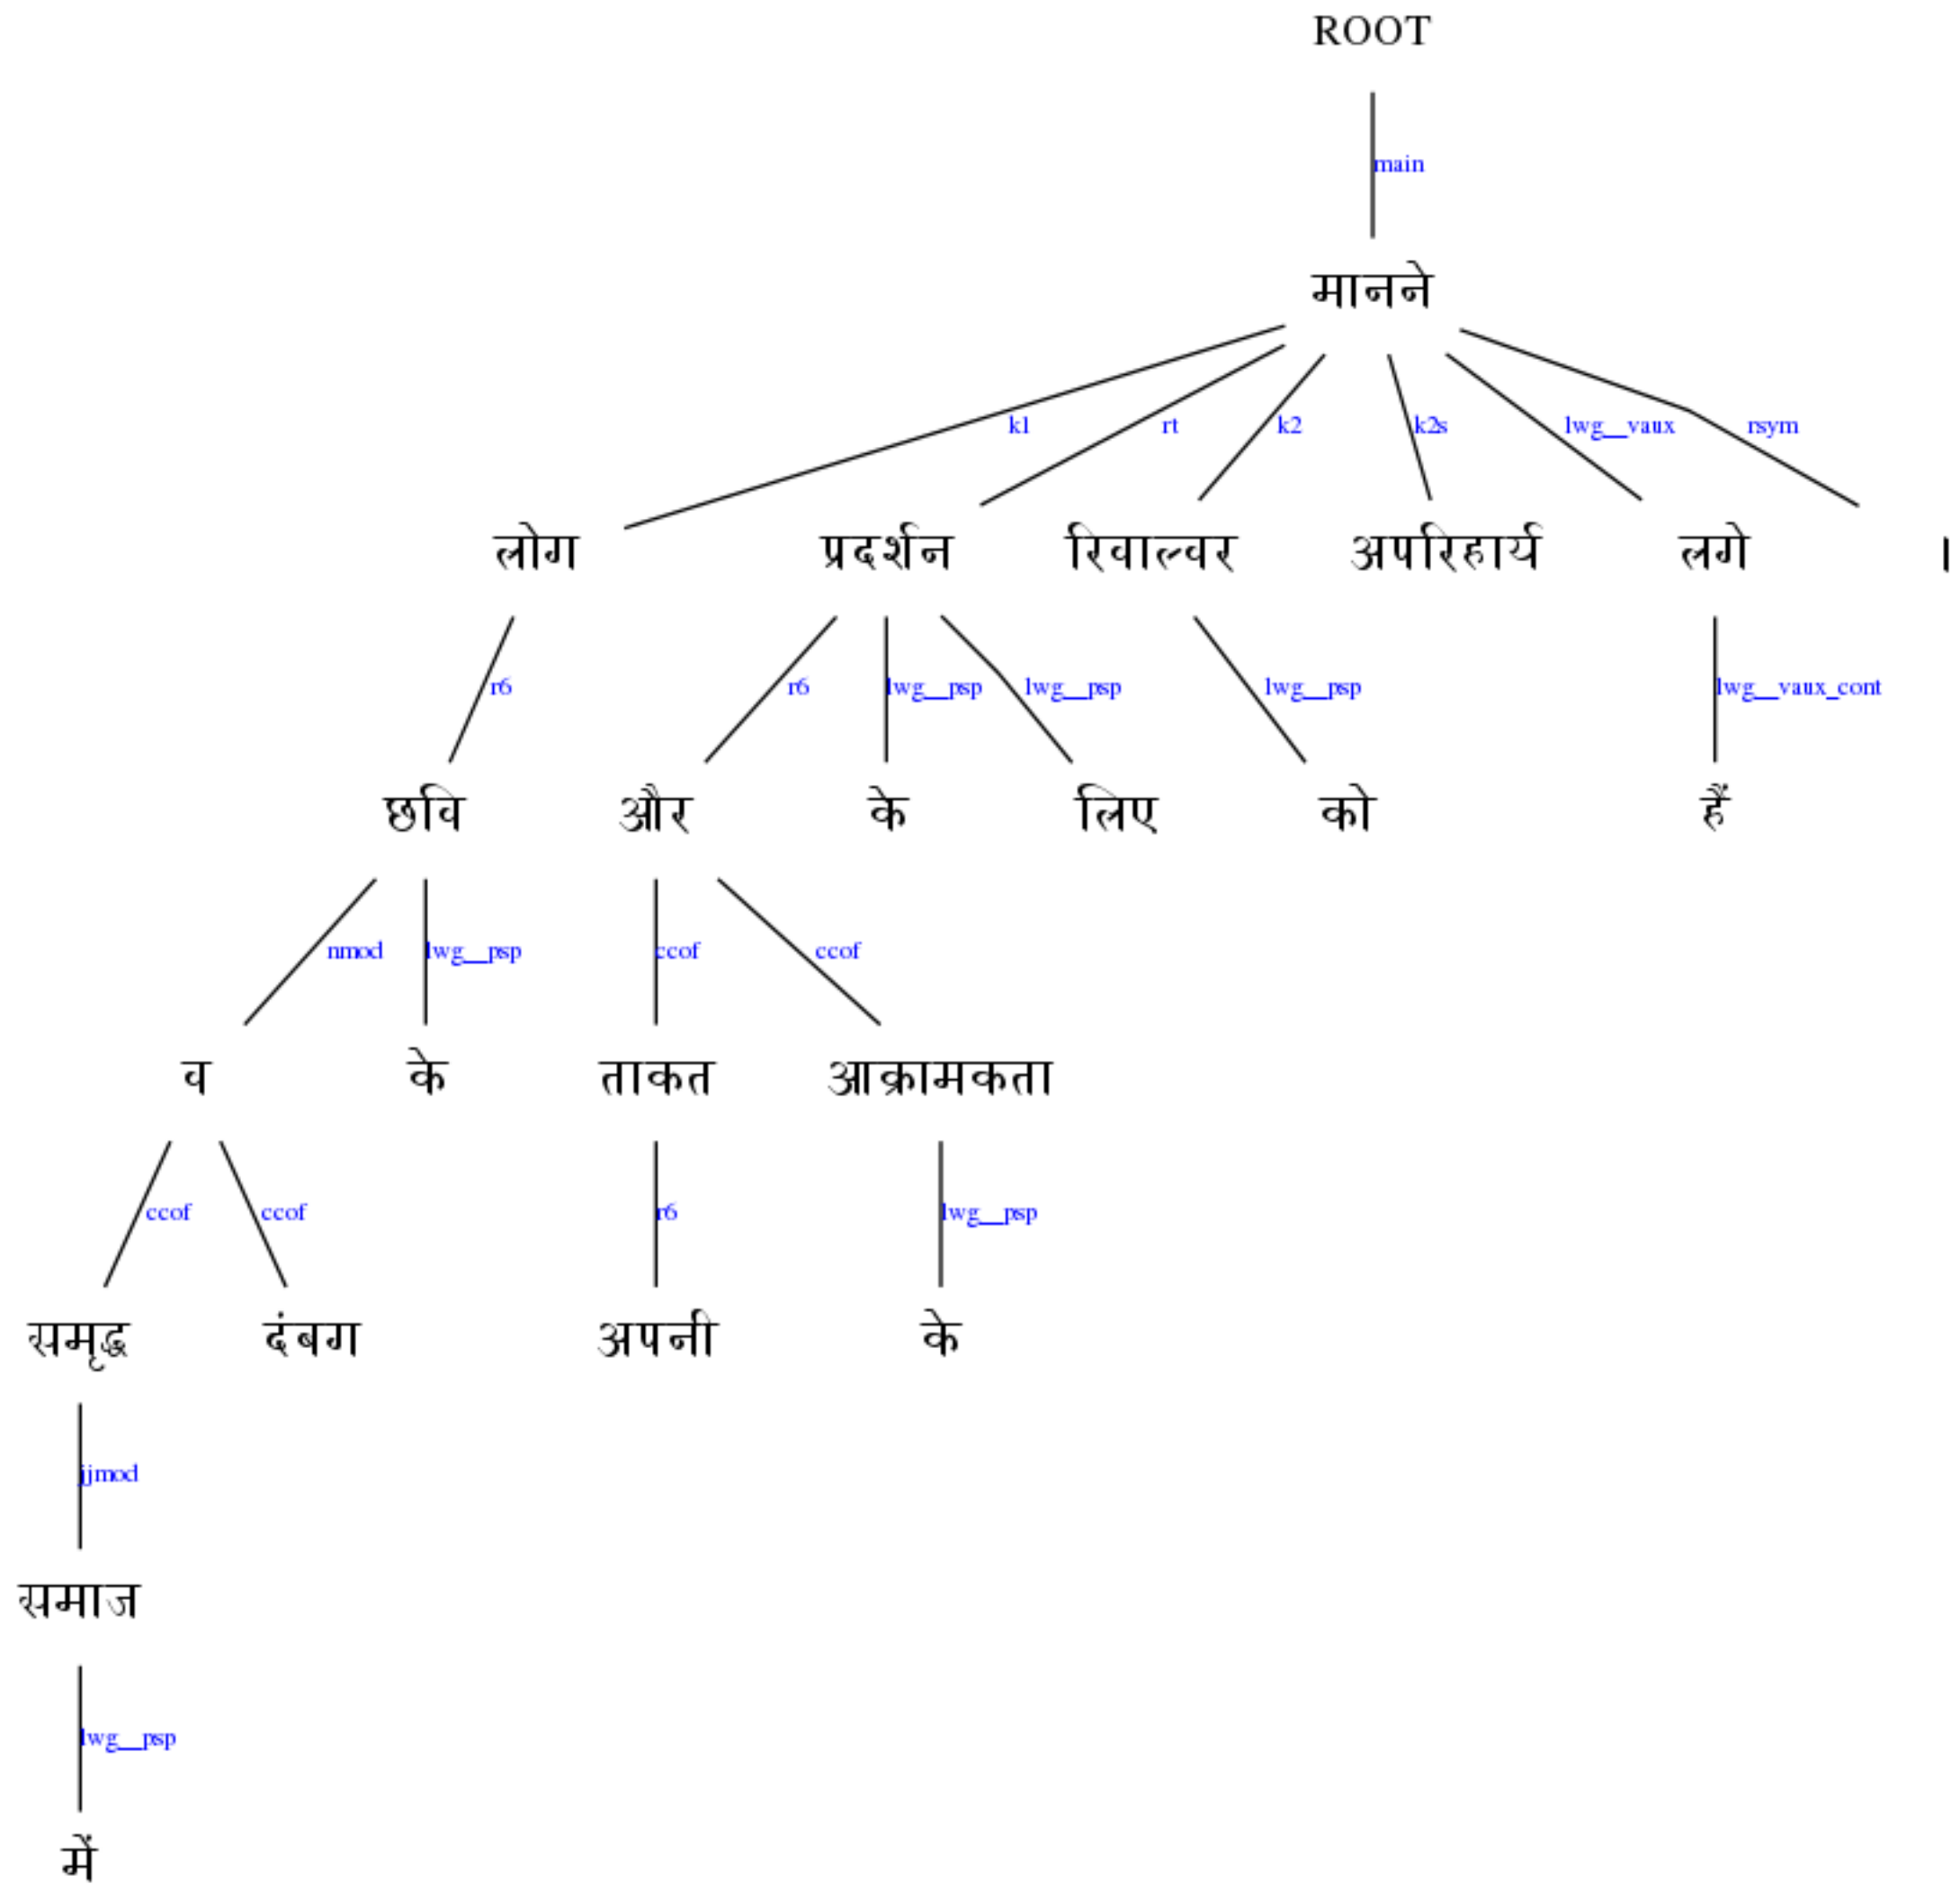 ROOT
main
मानने
k1 rt k2 k2s lwg__vaux rsym
लोग प्रदर्शन रिवाल्वर अपरिहार्य लगे ।
r6 r6 lwg__psp lwg__psp lwg__psp lwg__vaux_cont
छवि और के लिए को हैं
nmod lwg__psp ccof ccof
व के ताकत आक्रामकता
ccof ccof r6 lwg__psp
समृद्ध दंबग अपनी के
jjmod
समाज
lwg__psp
में